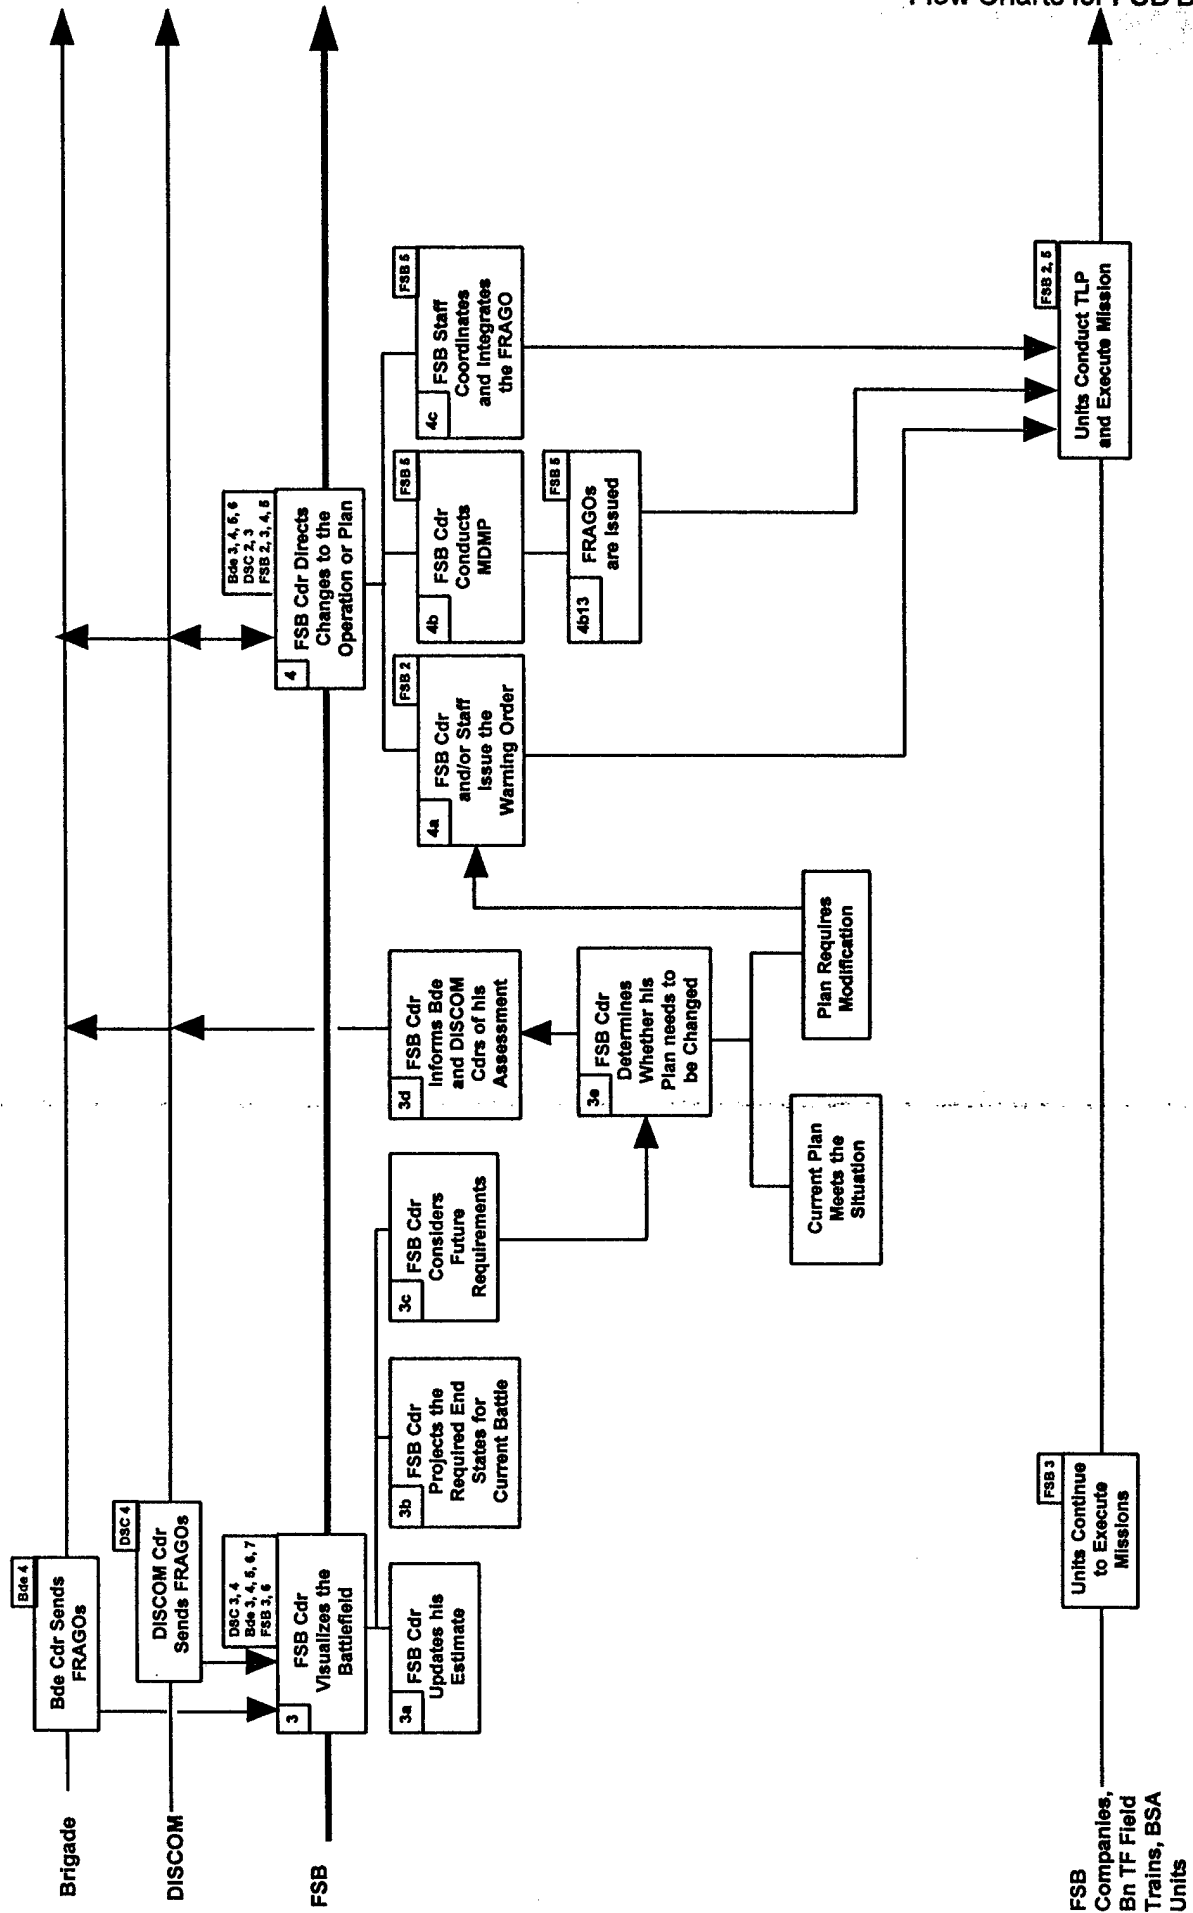 Brigade
Bde 4
Bde Cdr Sends
FRAGOs
DISCOM
DSC 4
DISCOM Cdr
Sends FRAGOs
FSB
DSC 3, 4
Bde 3, 4, 5, 6, 7
FSB 3, 6
3
FSB Cdr
Visualizes the
Battlefield
3a
FSB Cdr
Updates his
Estimate
3b
FSB Cdr
Projects the
Required End
States for
Current Battle
3c
FSB Cdr
Considers
Future
Requirements
3d
FSB Cdr
Informs Bde
and DISCOM
Cdrs of his
Assessment
3e
FSB Cdr
Determines
Whether his
Plan needs to
be Changed
Current Plan
Meets the
Situation
Plan Requires
Modification
Bde 3, 4, 5, 6
DSC 2, 3
FSB 2, 3, 4, 5
4
FSB Cdr Directs
Changes to the
Operation or Plan
FSB 2
4a
FSB Cdr
and/or Staff
Issue the
Warning Order
FSB 5
4b
FSB Cdr
Conducts
MDMP
FSB 5
4b13
FRAGOs
are Issued
FSB 5
4c
FSB Staff
Coordinates
and Integrates
the FRAGO
FSB
Companies,
Bn TF Field
Trains, BSA
Units
FSB 3
Units Continue
to Execute
Missions
FSB 2, 5
Units Conduct TLP
and Execute Mission